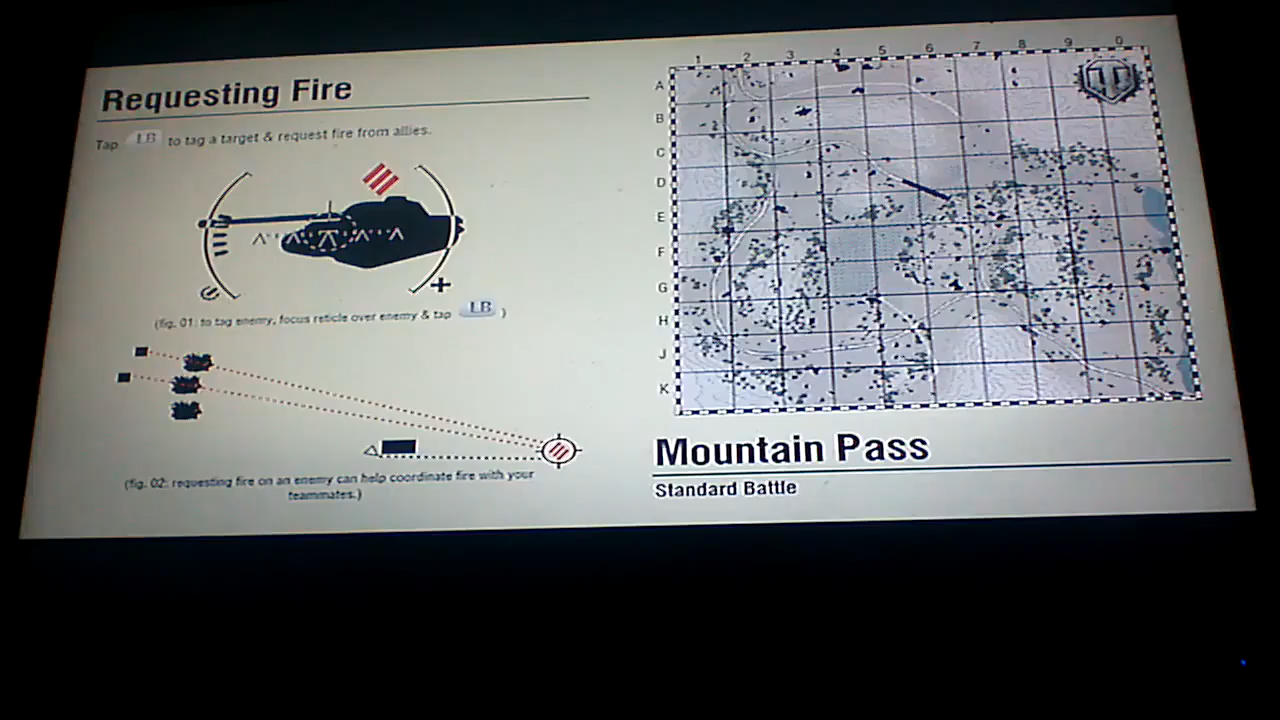 Requesting Fire
Tap LB to tag a target & request fire from allies.
(fig. 01: to tag enemy, focus reticle over enemy & tap LB )
(fig. 02: requesting fire on an enemy can help coordinate fire with your
teammates.)
1 2 3 4 5 6 7 8 9 0
A
B
C
D
E
F
G
H
J
K
Mountain Pass
Standard Battle